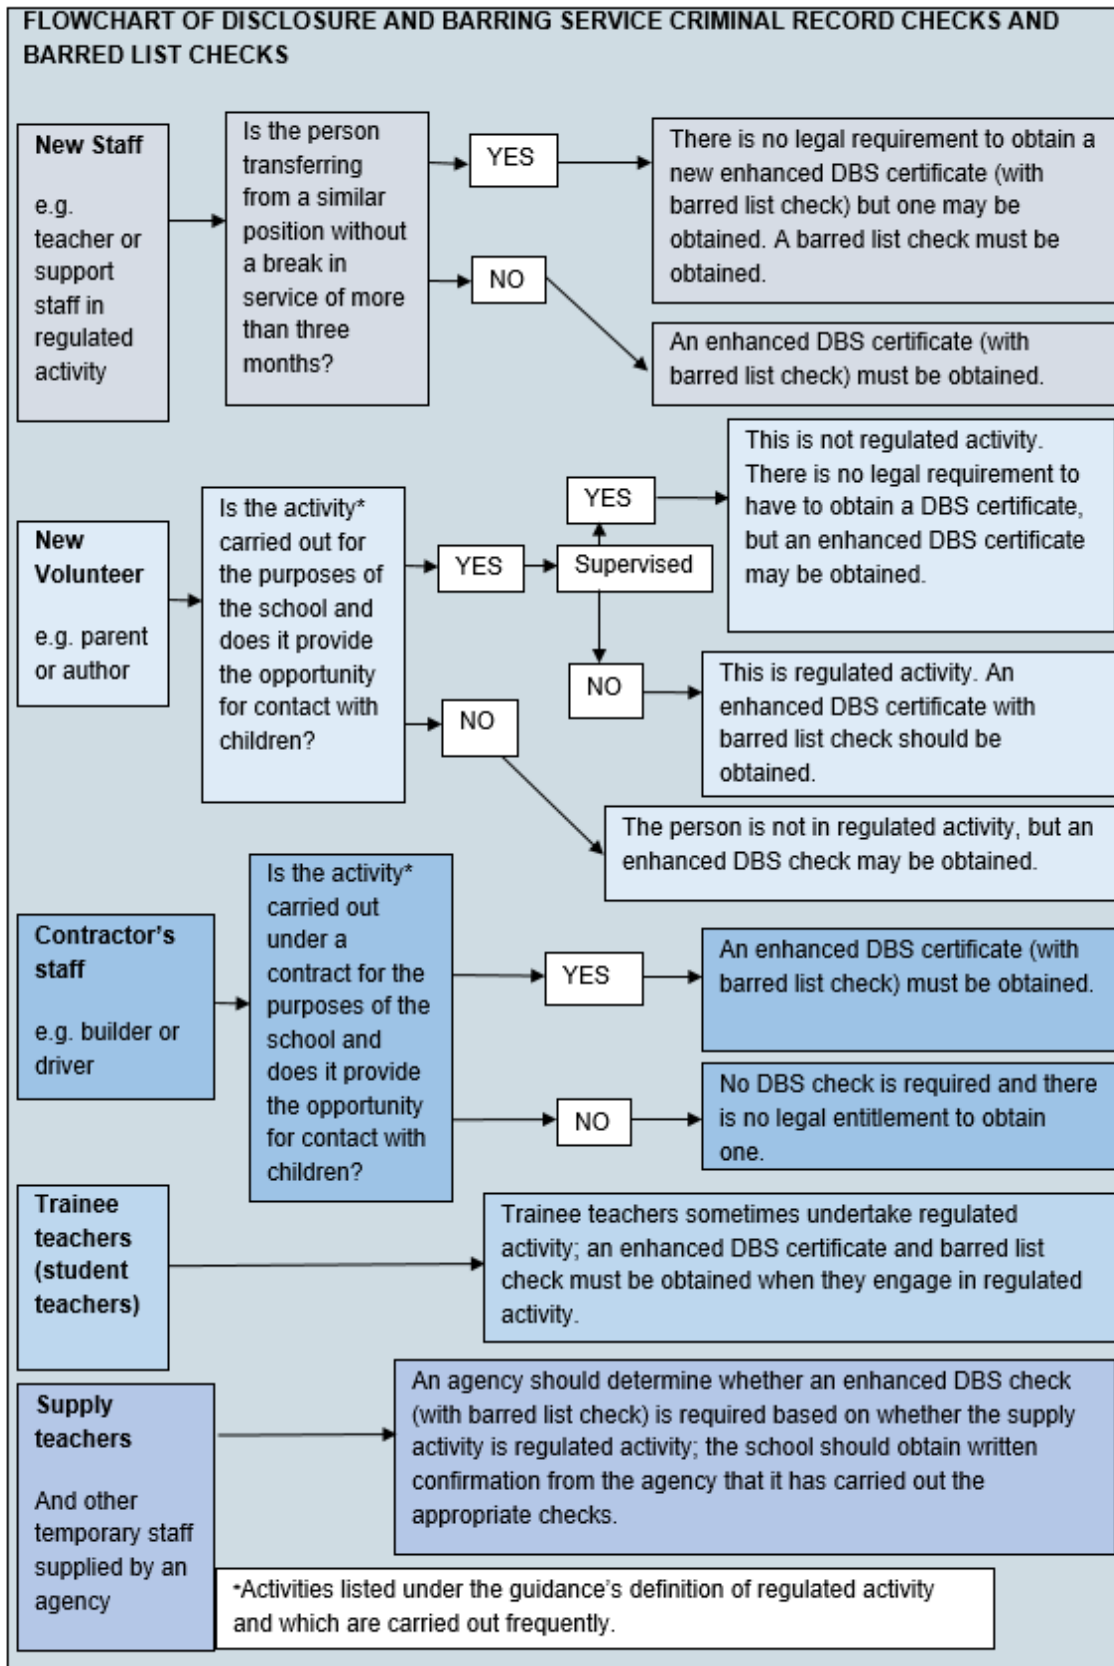 FLOWCHART OF DISCLOSURE AND BARRING SERVICE CRIMINAL RECORD CHECKS AND
BARRED LIST CHECKS
New Staff
e.g.
teacher or
support
staff in
regulated
activity
Is the person
transferring
from a similar
position without
a break in
service of more
than three
months?
YES
There is no legal requirement to obtain a
new enhanced DBS certificate (with
barred list check) but one may be
obtained. A barred list check must be
obtained.
NO
An enhanced DBS certificate (with
barred list check) must be obtained.
New
Volunteer
e.g. parent
or author
Is the activity*
carried out for
the purposes of
the school and
does it provide
the opportunity
for contact with
children?
YES
Supervised
YES
This is not regulated activity.
There is no legal requirement to
have to obtain a DBS certificate,
but an enhanced DBS certificate
may be obtained.
NO
This is regulated activity. An
enhanced DBS certificate with
barred list check should be
obtained.
NO
The person is not in regulated activity, but an
enhanced DBS check may be obtained.
Contractor's
staff
e.g. builder or
driver
Is the activity*
carried out
under a
contract for the
purposes of the
school and
does it provide
the opportunity
for contact with
children?
YES
An enhanced DBS certificate (with
barred list check) must be obtained.
NO
No DBS check is required and there
is no legal entitlement to obtain
one.
Trainee
teachers
(student
teachers)
Trainee teachers sometimes undertake regulated
activity; an enhanced DBS certificate and barred list
check must be obtained when they engage in regulated
activity.
Supply
teachers
And other
temporary staff
supplied by an
agency
An agency should determine whether an enhanced DBS check
(with barred list check) is required based on whether the supply
activity is regulated activity; the school should obtain written
confirmation from the agency that it has carried out the
appropriate checks.
*Activities listed under the guidance's definition of regulated activity
and which are carried out frequently.